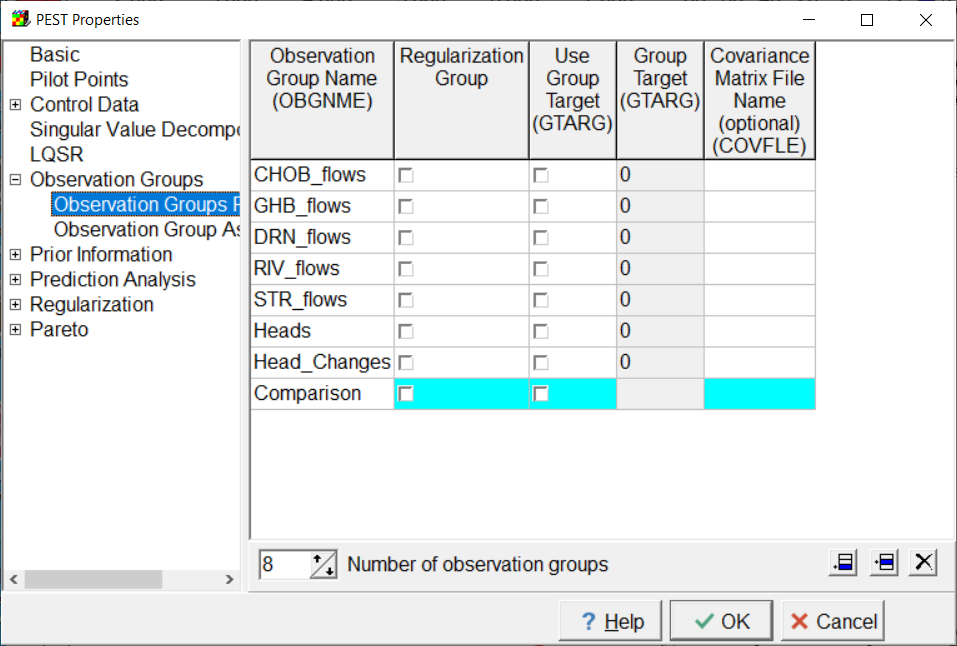 PEST Properties
Basic
Pilot Points
Control Data
Singular Value Decompo
LQSR
Observation Groups
Observation Groups P
Observation Group As
Prior Information
Prediction Analysis
Regularization
Pareto
Observation Group Name (OBGNME)
Regularization Group
Use Group Target (GTARG)
Group Target (GTARG)
Covariance Matrix File Name (optional) (COVFLE)
CHOB_flows 0
GHB_flows 0
DRN_flows 0
RIV_flows 0
STR_flows 0
Heads 0
Head_Changes 0
Comparison
8 Number of observation groups
? Help
OK
Cancel